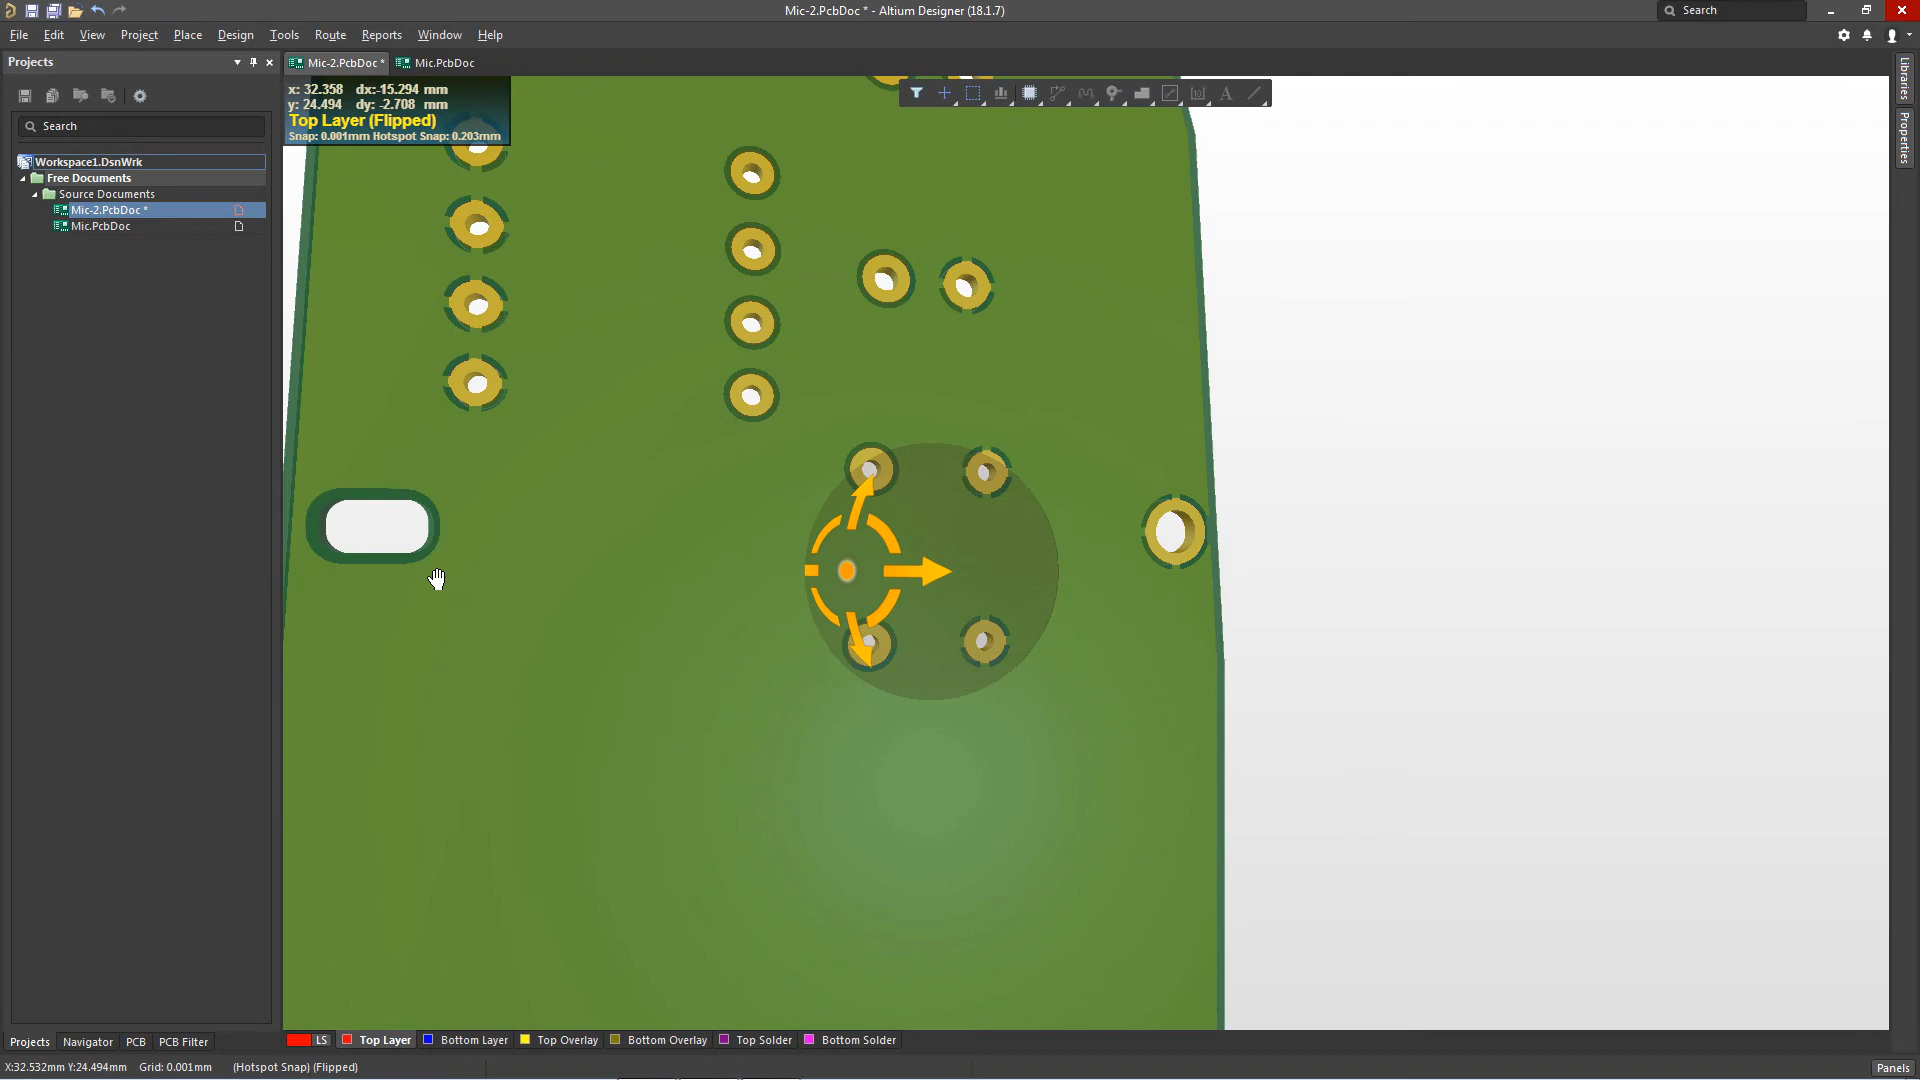 Mic-2.PcbDoc * - Altium Designer (18.1.7)
Search
File Edit View Project Place Design Tools Route Reports Window Help
Projects
Mic-2.PcbDoc * Mic.PcbDoc
x: 32.358 dx:-15.294 mm
y: 24.494 dy: -2.708 mm
Top Layer (Flipped)
Snap: 0.001mm Hotspot Snap: 0.203mm
Search
Workspace1.DsnWrk
Free Documents
Source Documents
Mic-2.PcbDoc *
Mic.PcbDoc
Libraries
Properties
Projects Navigator PCB PCB Filter
LS Top Layer Bottom Layer Top Overlay Bottom Overlay Top Solder Bottom Solder
X:32.532mm Y:24.494mm Grid: 0.001mm (Hotspot Snap) (Flipped)
Panels